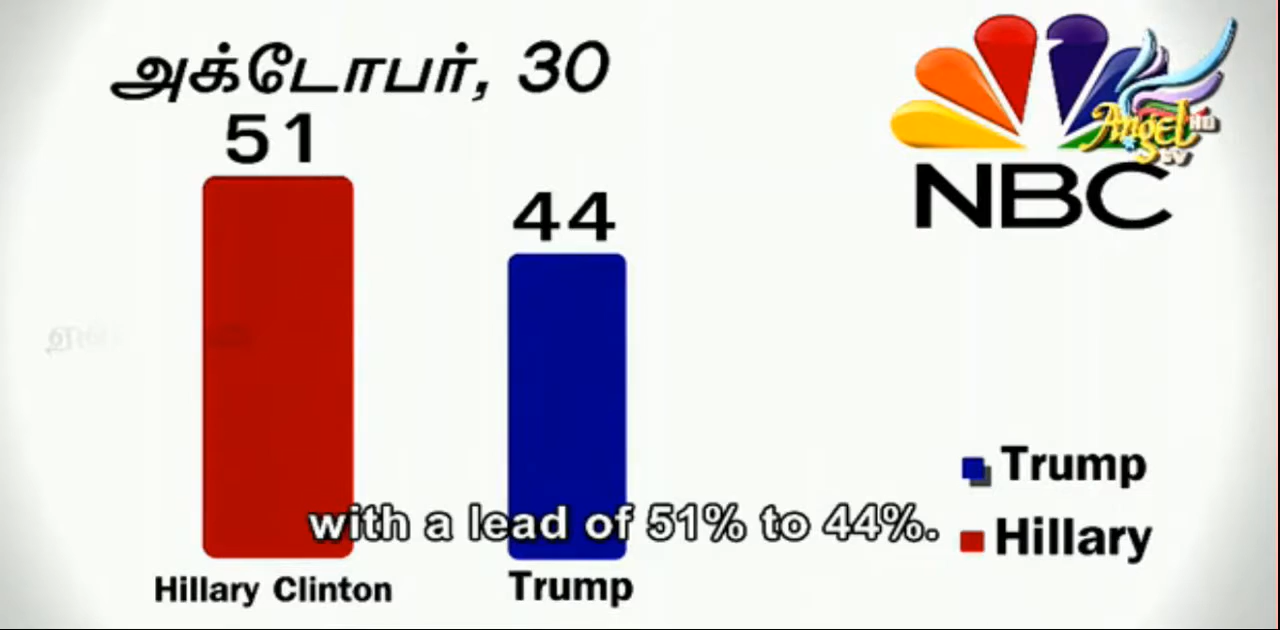 அக்டோபர், 30
51
44
Angel HD
TV
NBC
Trump
with a lead of 51% to 44%.
Hillary
Hillary Clinton
Trump